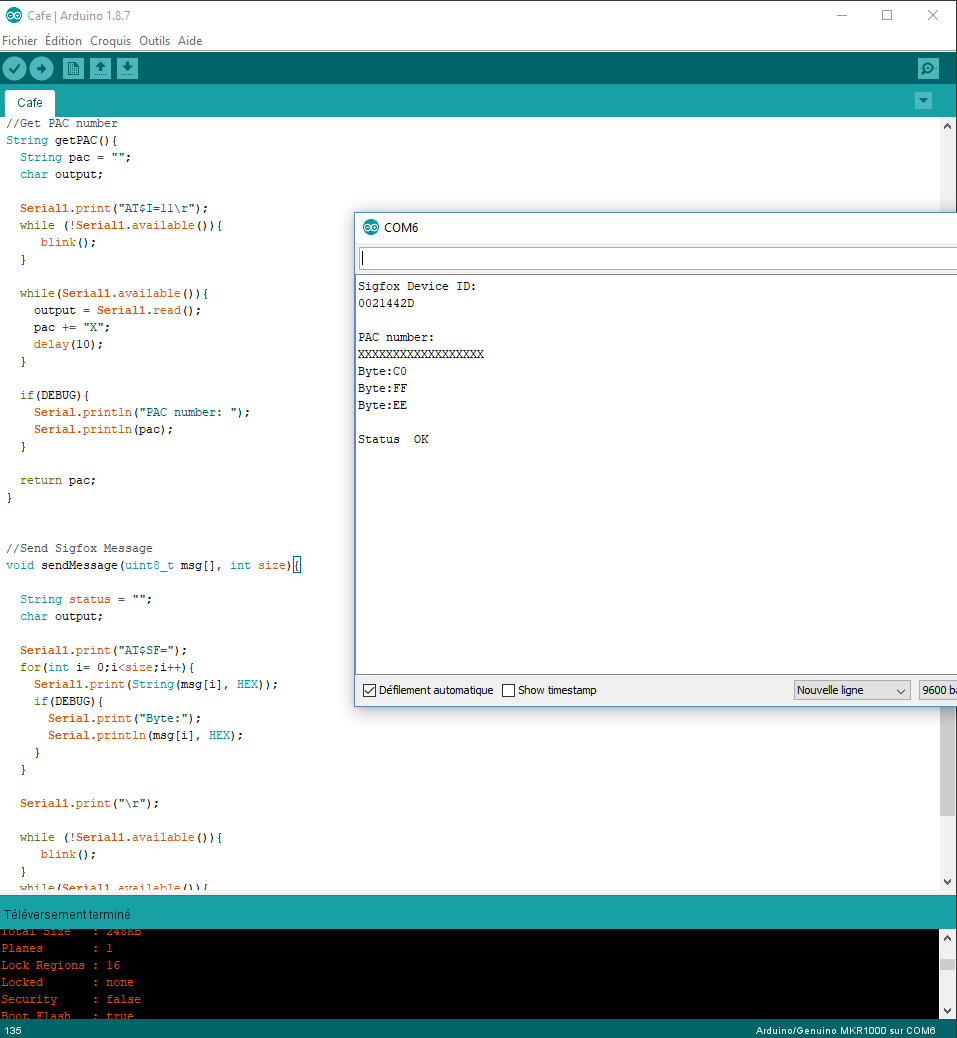 Cafe | Arduino 1.8.7
Fichier Édition Croquis Outils Aide
Cafe
//Get PAC number
String getPAC(){
String pac = "";
char output;
Serial1.print("AT$I=11\r");
while (!Serial1.available()){
blink();
}
while(Serial1.available()){
output = Serial1.read();
pac += "X";
delay(10);
}
if(DEBUG){
Serial.println("PAC number: ");
Serial.println(pac);
}
return pac;
}
//Send Sigfox Message
void sendMessage(uint8_t msg[], int size){
String status = "";
char output;
Serial1.print("AT$SF=");
for(int i= 0;i<size;i++){
Serial1.print(String(msg[i], HEX));
if(DEBUG){
Serial.print("Byte:");
Serial.println(msg[i], HEX);
}
}
Serial1.print("\r");
while (!Serial1.available()){
blink();
}
while(Serial1.available()){
COM6
Sigfox Device ID:
0021442D
PAC number:
XXXXXXXXXXXXXXXXXX
Byte:C0
Byte:FF
Byte:EE
Status OK
Défilement automatique Show timestamp Nouvelle ligne 9600 ba
Téléversement terminé
Total Size : 248KB
Planes : 1
Lock Regions : 16
Locked : none
Security : false
Boot Flash : true
135 Arduino/Genuino MKR1000 sur COM6